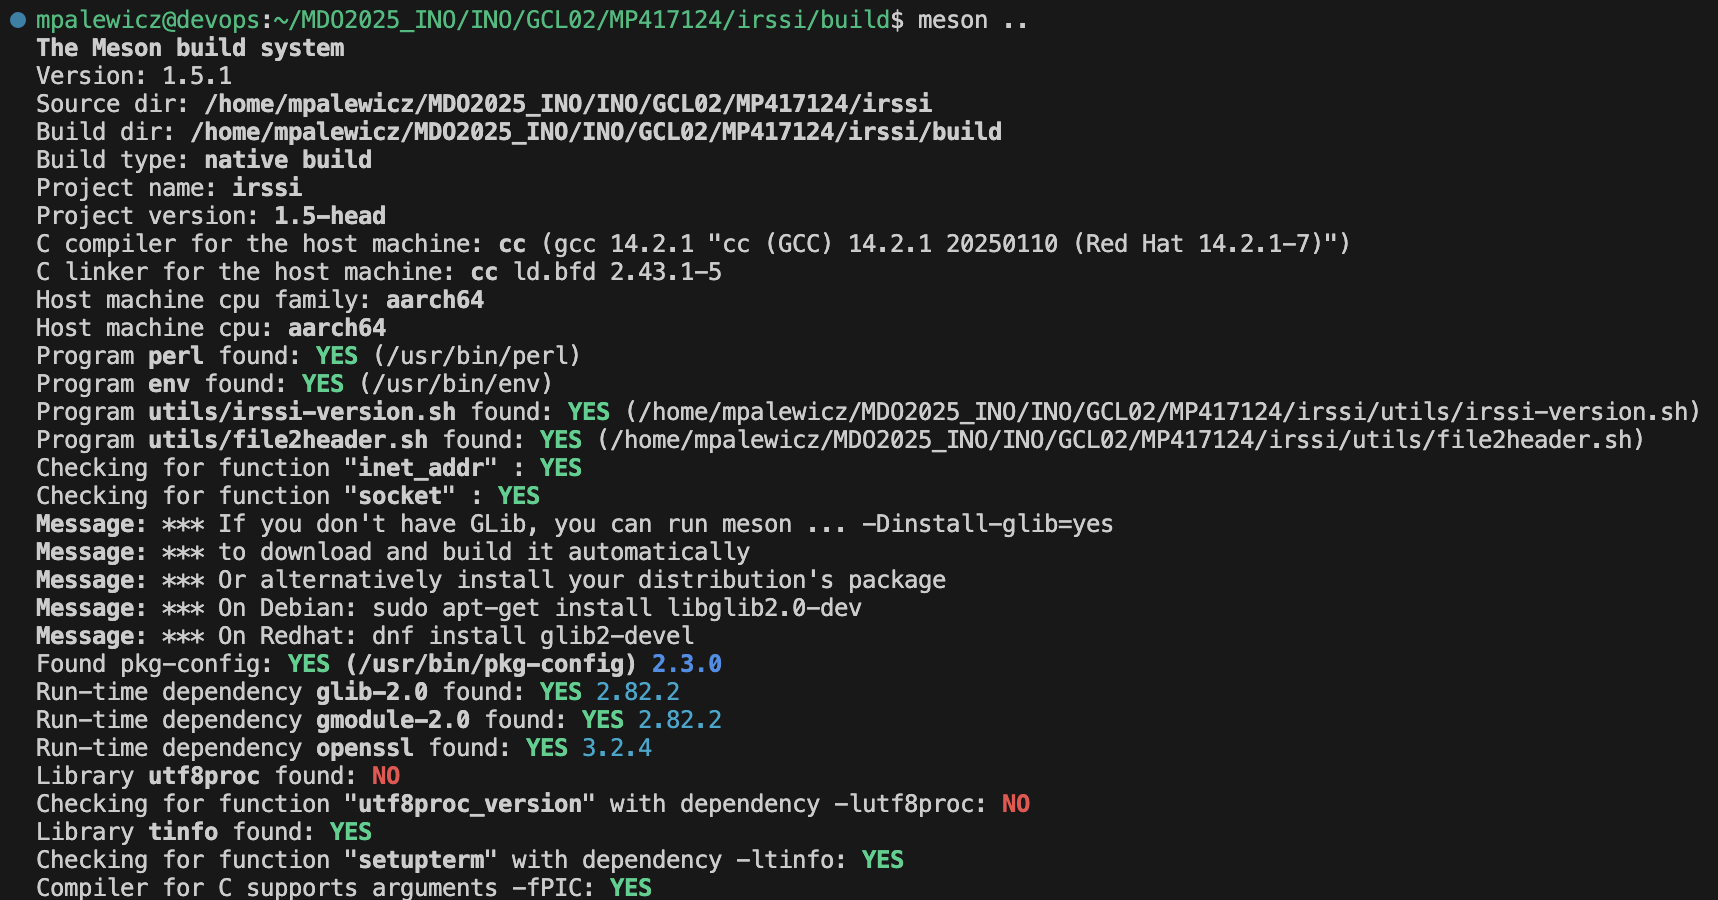 mpalewicz@devops:~/MDO2025_INO/INO/GCL02/MP417124/irssi/build$ meson ..
The Meson build system
Version: 1.5.1
Source dir: /home/mpalewicz/MDO2025_INO/INO/GCL02/MP417124/irssi
Build dir: /home/mpalewicz/MDO2025_INO/INO/GCL02/MP417124/irssi/build
Build type: native build
Project name: irssi
Project version: 1.5-head
C compiler for the host machine: cc (gcc 14.2.1 "cc (GCC) 14.2.1 20250110 (Red Hat 14.2.1-7)")
C linker for the host machine: cc ld.bfd 2.43.1-5
Host machine cpu family: aarch64
Host machine cpu: aarch64
Program perl found: YES (/usr/bin/perl)
Program env found: YES (/usr/bin/env)
Program utils/irssi-version.sh found: YES (/home/mpalewicz/MDO2025_INO/INO/GCL02/MP417124/irssi/utils/irssi-version.sh)
Program utils/file2header.sh found: YES (/home/mpalewicz/MDO2025_INO/INO/GCL02/MP417124/irssi/utils/file2header.sh)
Checking for function "inet_addr" : YES
Checking for function "socket" : YES
Message: *** If you don't have GLib, you can run meson ... -Dinstall-glib=yes
Message: *** to download and build it automatically
Message: *** Or alternatively install your distribution's package
Message: *** On Debian: sudo apt-get install libglib2.0-dev
Message: *** On Redhat: dnf install glib2-devel
Found pkg-config: YES (/usr/bin/pkg-config) 2.3.0
Run-time dependency glib-2.0 found: YES 2.82.2
Run-time dependency gmodule-2.0 found: YES 2.82.2
Run-time dependency openssl found: YES 3.2.4
Library utf8proc found: NO
Checking for function "utf8proc_version" with dependency -lutf8proc: NO
Library tinfo found: YES
Checking for function "setupterm" with dependency -ltinfo: YES
Compiler for C supports arguments -fPIC: YES